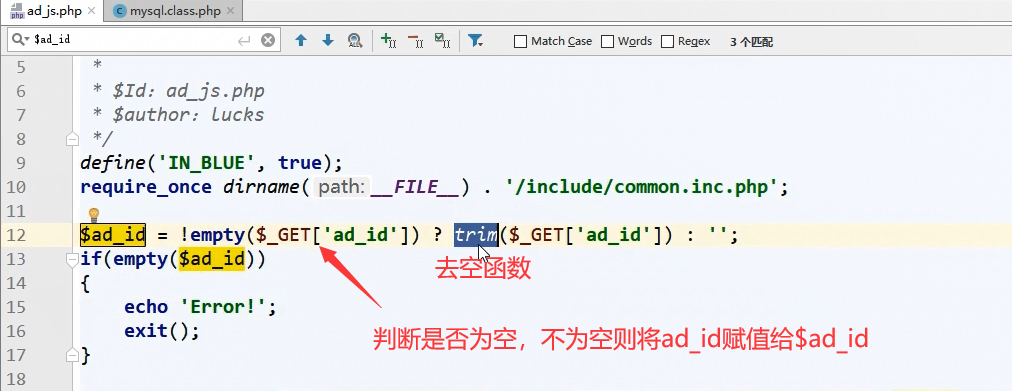 ad_js.php × mysql.class.php ×
$ad_id Match Case Words Regex 3 个匹配
5 *
6 * $Id: ad_js.php
7 * $author: lucks
8 */
9 define('IN_BLUE', true);
10 require_once dirname( path: __FILE__) . '/include/common.inc.php';
11
12 $ad_id = !empty($_GET['ad_id']) ? trim($_GET['ad_id']) : '';
13 if(empty($ad_id))
去空函数
14 {
15 echo 'Error!';
16 exit();
判断是否为空，不为空则将ad_id赋值给$ad_id
17 }
18